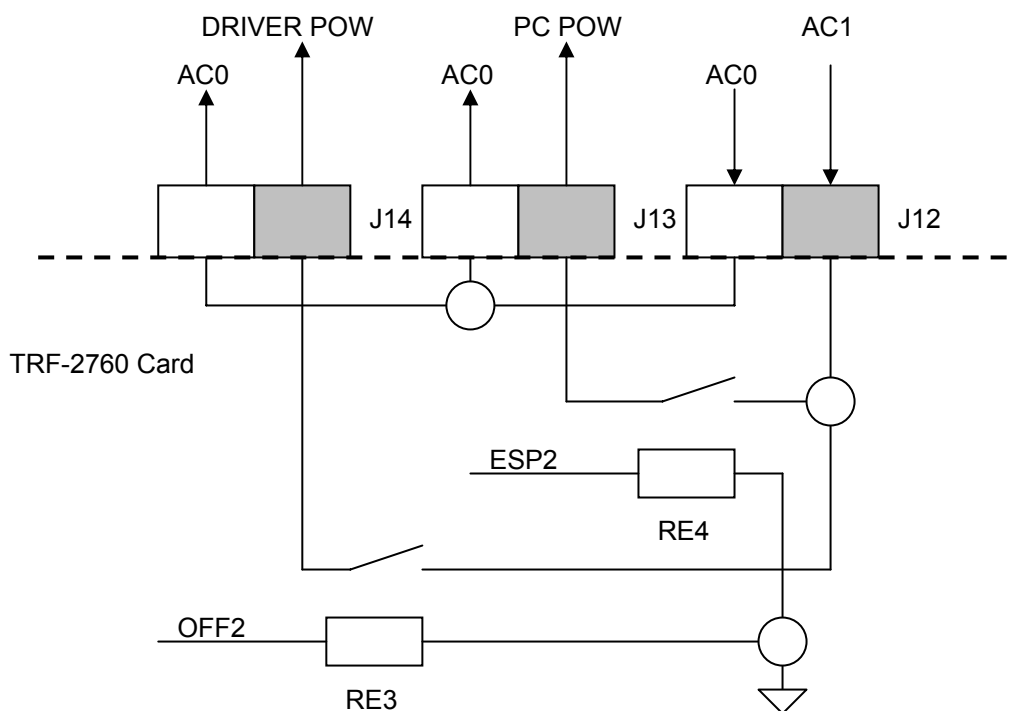 DRIVER POW
PC POW
AC1
AC0
AC0
AC0
J14
J13
J12
TRF-2760 Card
ESP2
RE4
OFF2
RE3